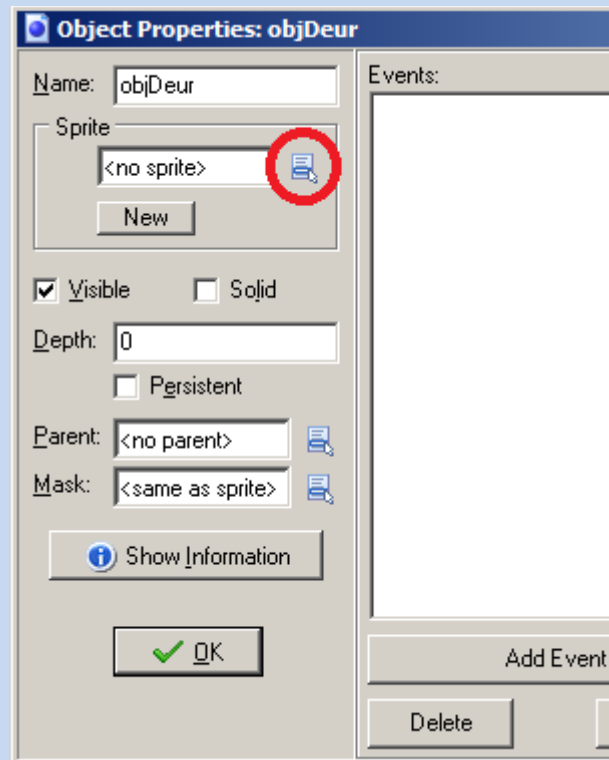 Object Properties: objDeur
Name: objDeur
Sprite
<no sprite>
New
Visible
Solid
Depth: 0
Persistent
Parent: <no parent>
Mask: <same as sprite>
Show Information
OK
Events:
Add Event
Delete